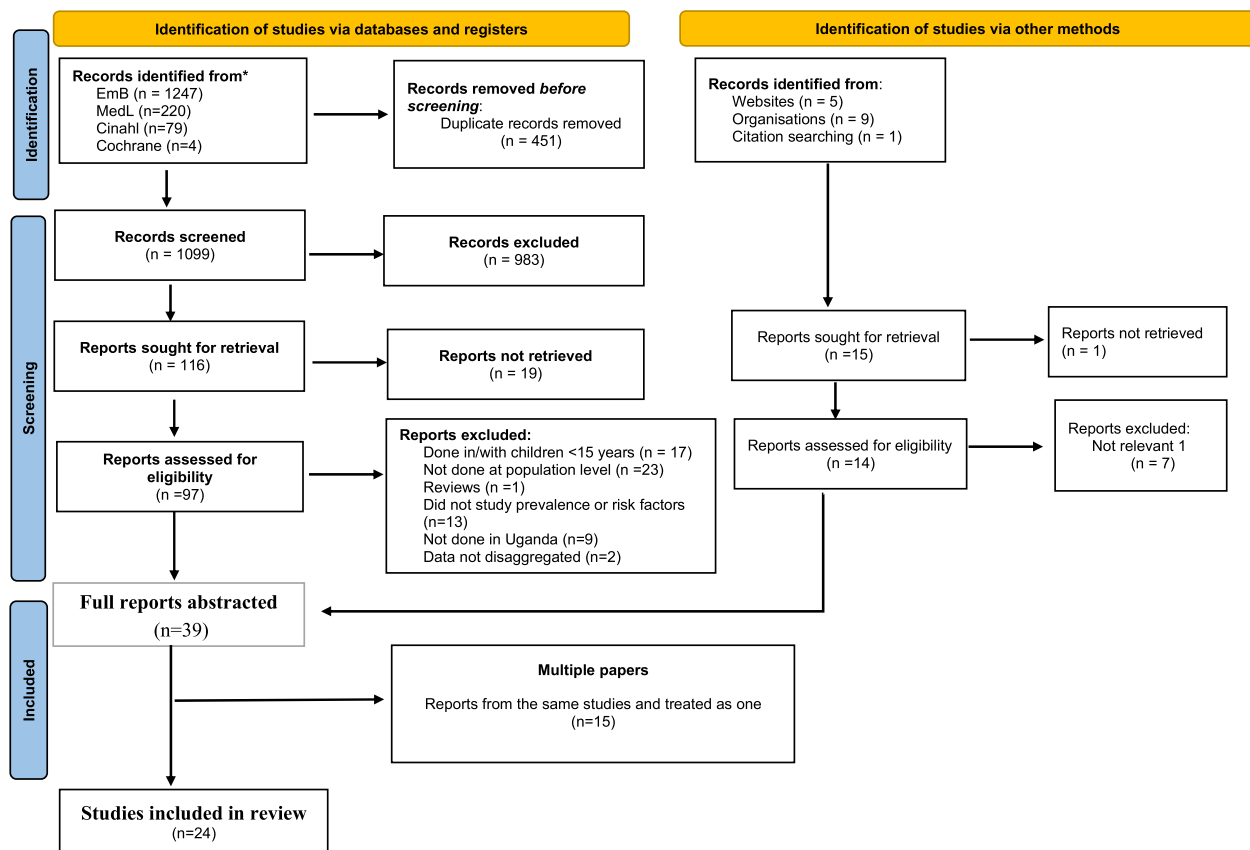 Identification of studies via databases and registers
Identification of studies via other methods
Identification
Records identified from*
EmB (n = 1247)
MedL (n=220)
Cinahl (n=79)
Cochrane (n=4)
Records removed before
screening:
Duplicate records removed
(n = 451)
Records identified from:
Websites (n = 5)
Organisations (n = 9)
Citation searching (n = 1)
Screening
Records screened
(n = 1099)
Records excluded
(n = 983)
Reports sought for retrieval
(n = 116)
Reports not retrieved
(n = 19)
Reports sought for retrieval
(n =15)
Reports not retrieved
(n = 1)
Reports assessed for
eligibility
(n =97)
Reports excluded:
Done in/with children <15 years (n = 17)
Not done at population level (n =23)
Reviews (n =1)
Did not study prevalence or risk factors
(n=13)
Not done in Uganda (n=9)
Data not disaggregated (n=2)
Reports assessed for eligibility
(n =14)
Reports excluded:
Not relevant 1
(n = 7)
Included
Full reports abstracted
(n=39)
Multiple papers
Reports from the same studies and treated as one
(n=15)
Studies included in review
(n=24)